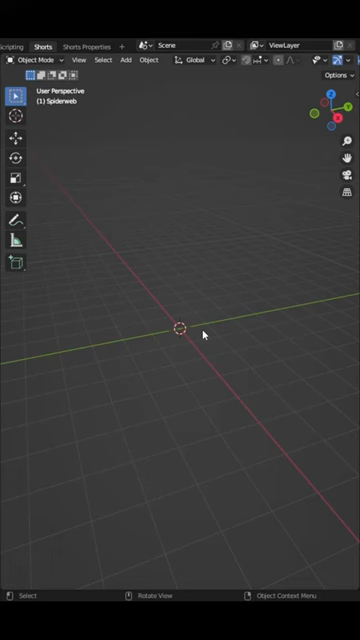 Scripting Shorts Shorts Properties + Scene ViewLayer
Object Mode View Select Add Object Global
Options
User Perspective
(1) Spiderweb
Z
Y
X
Select Rotate View Object Context Menu